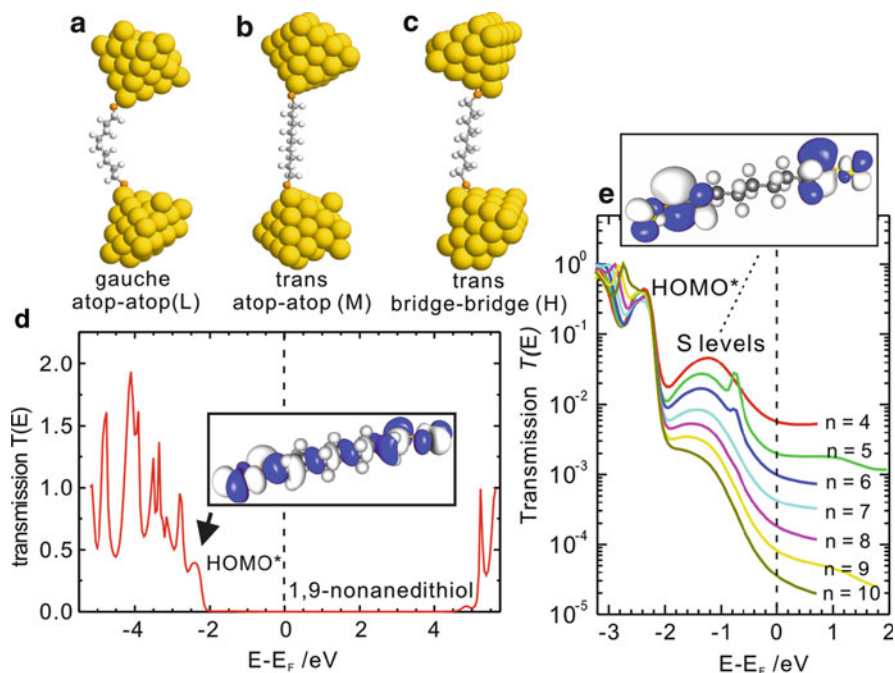 a
b
c
gauche
atop-atop(L)
trans
atop-atop (M)
trans
bridge-bridge (H)
d
transmission T(E)
2.0
1.5
1.0
0.5
0.0
HOMO*
1,9-nonanedithiol
-4
-2
0
2
4
E-E_F /eV
e
Transmission T(E)
10^0
10^-1
10^-2
10^-3
10^-4
10^-5
HOMO*
S levels
n = 4
n = 5
n = 6
n = 7
n = 8
n = 9
n = 10
-3
-2
-1
0
1
2
E-E_F /eV